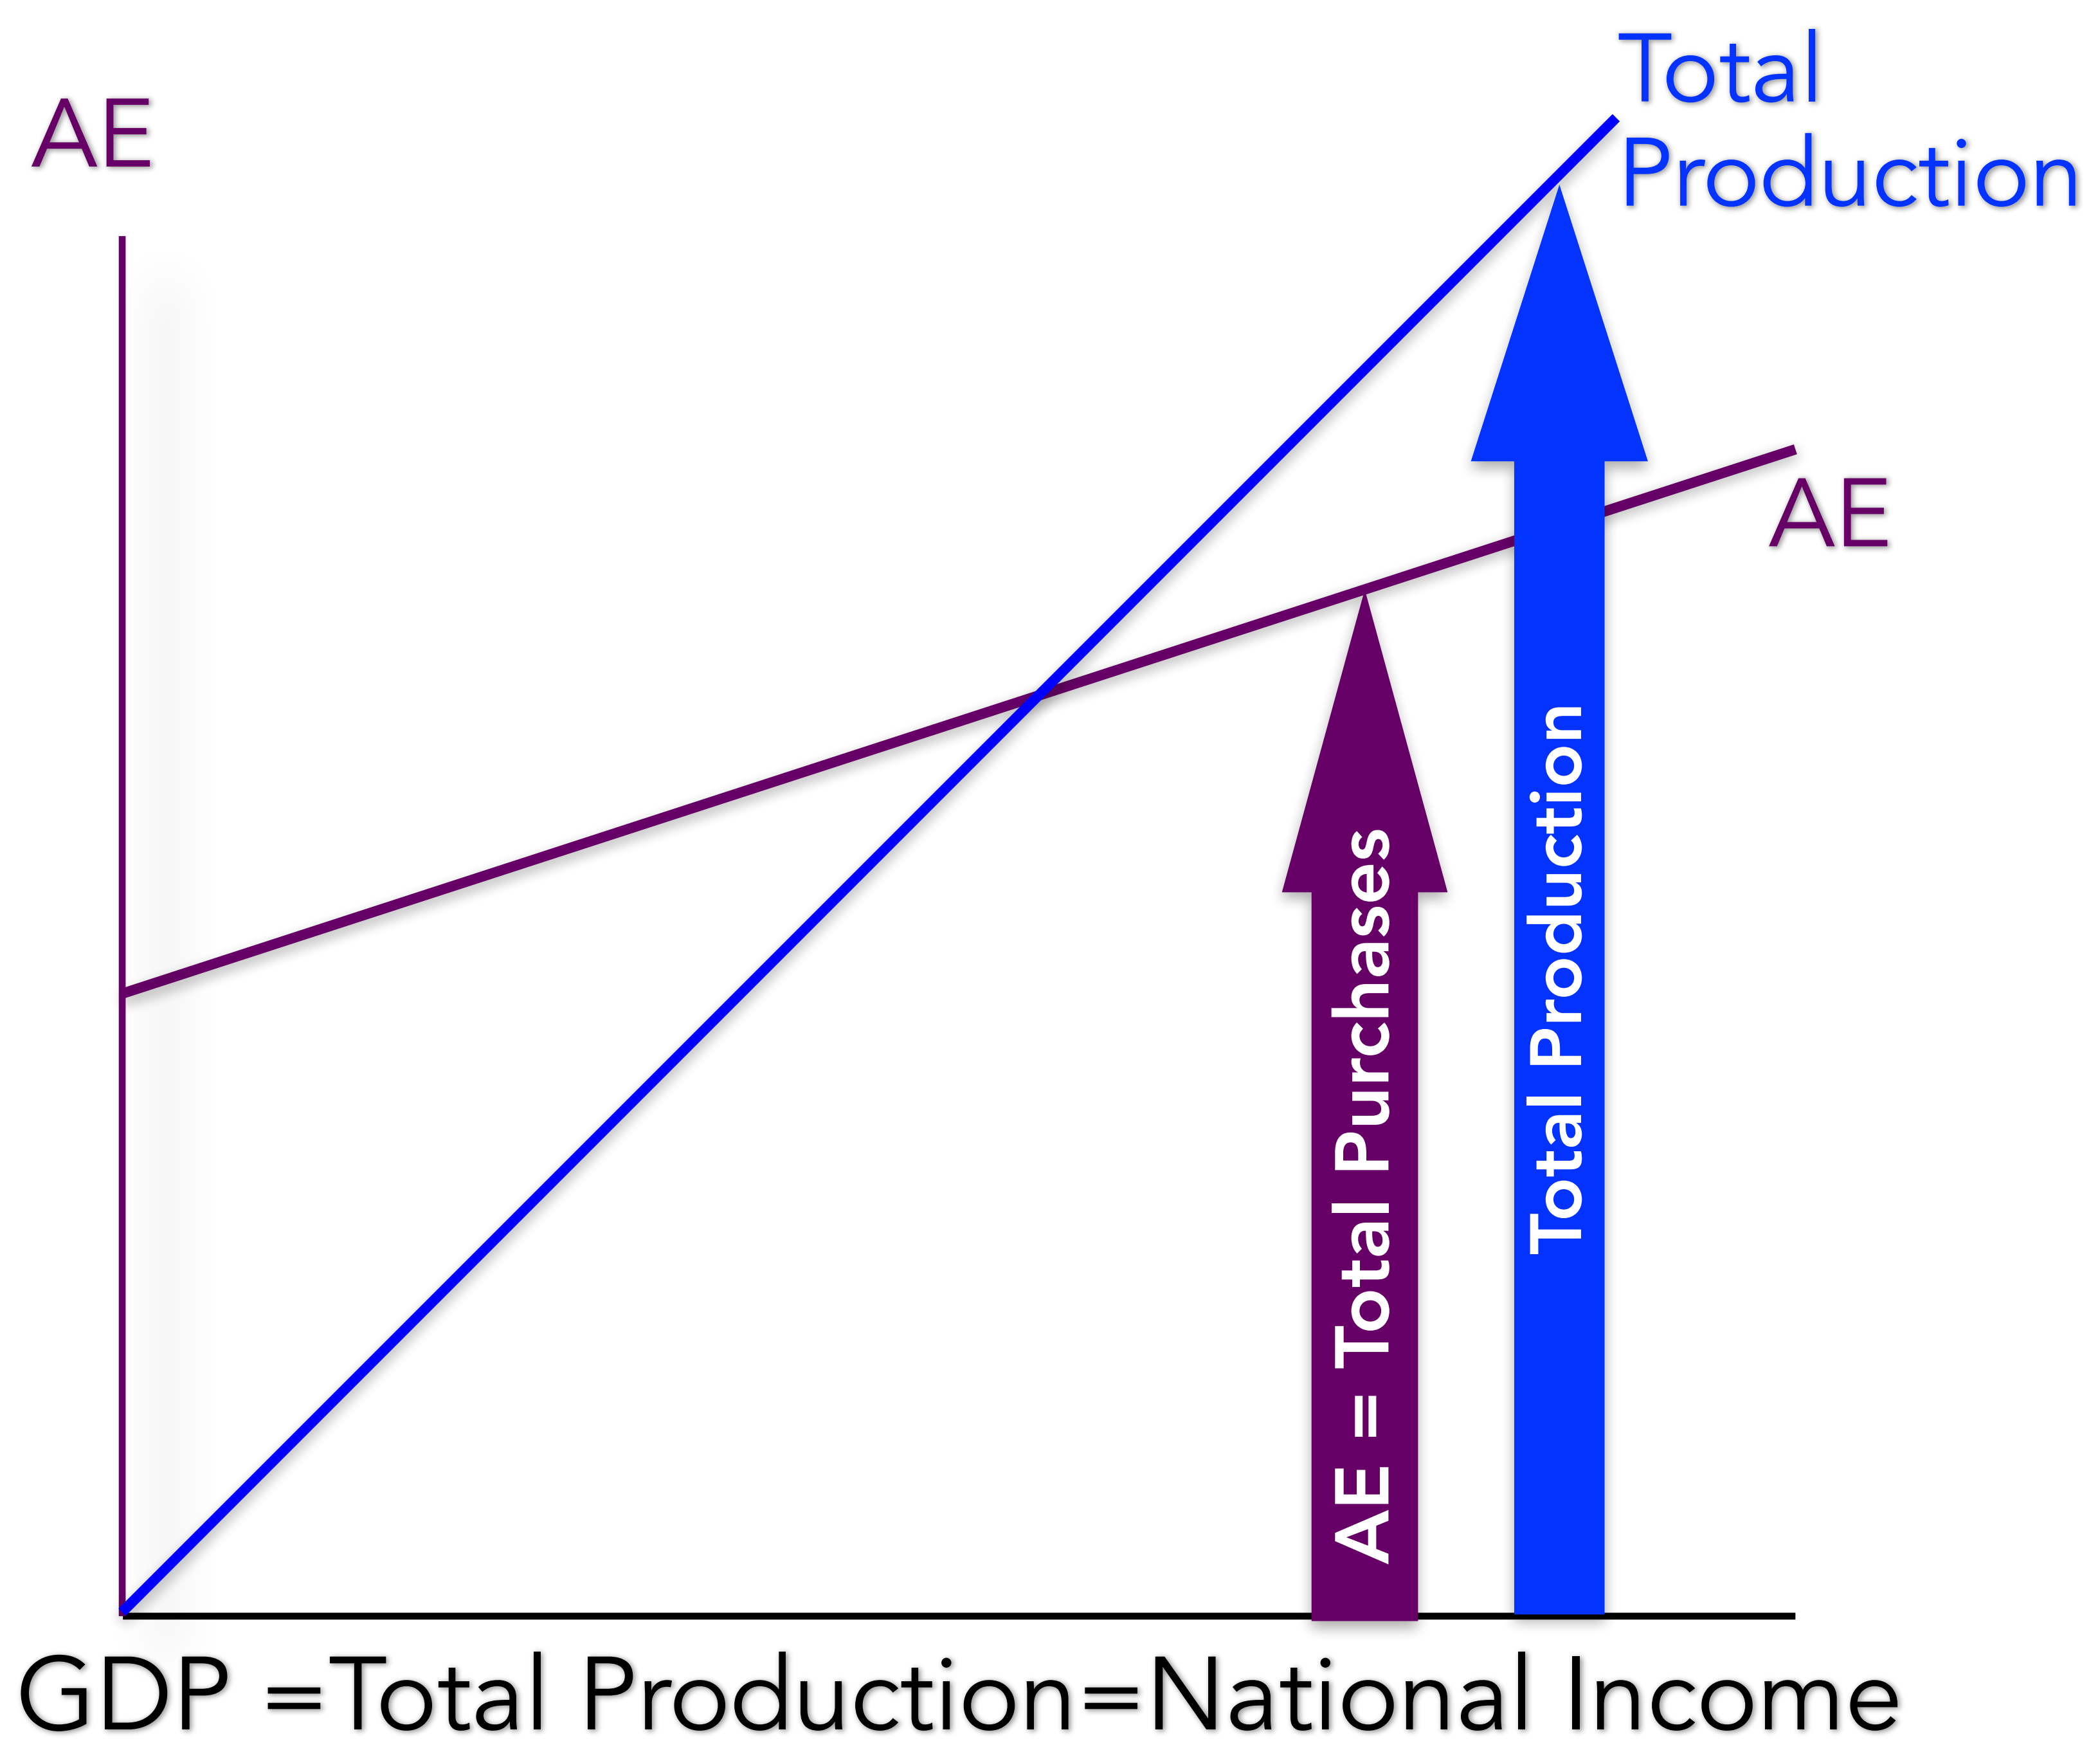 Total
Production
AE
AE
AE = Total Purchases
Total Production
GDP =Total Production=National Income